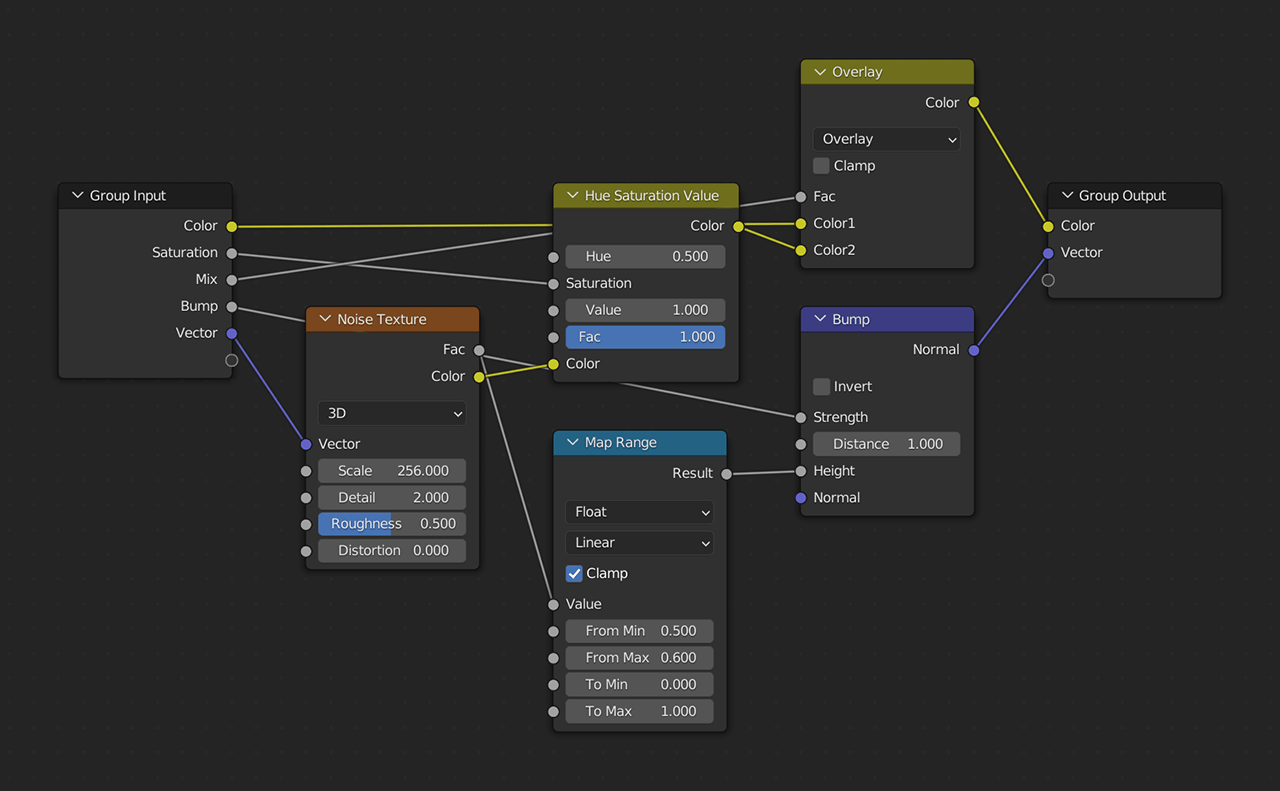 Group Input
Color
Saturation
Mix
Bump
Vector
Noise Texture
Fac
Color
3D
Vector
Scale 256.000
Detail 2.000
Roughness 0.500
Distortion 0.000
Hue Saturation Value
Color
Hue 0.500
Saturation
Value 1.000
Fac 1.000
Color
Map Range
Result
Float
Linear
Clamp
Value
From Min 0.500
From Max 0.600
To Min 0.000
To Max 1.000
Overlay
Color
Overlay
Clamp
Fac
Color1
Color2
Bump
Normal
Invert
Strength
Distance 1.000
Height
Normal
Group Output
Color
Vector